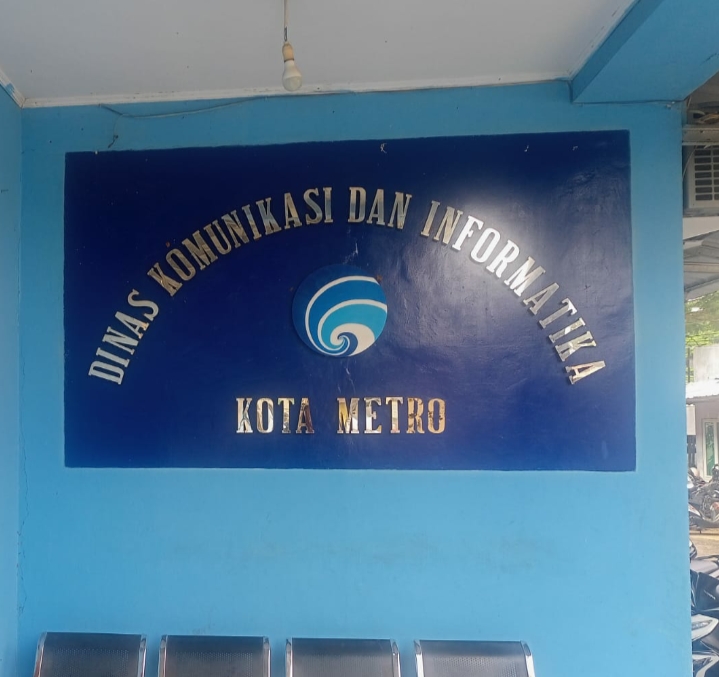 DINAS KOMUNIKASI DAN INFORMATIKA
KOTA METRO